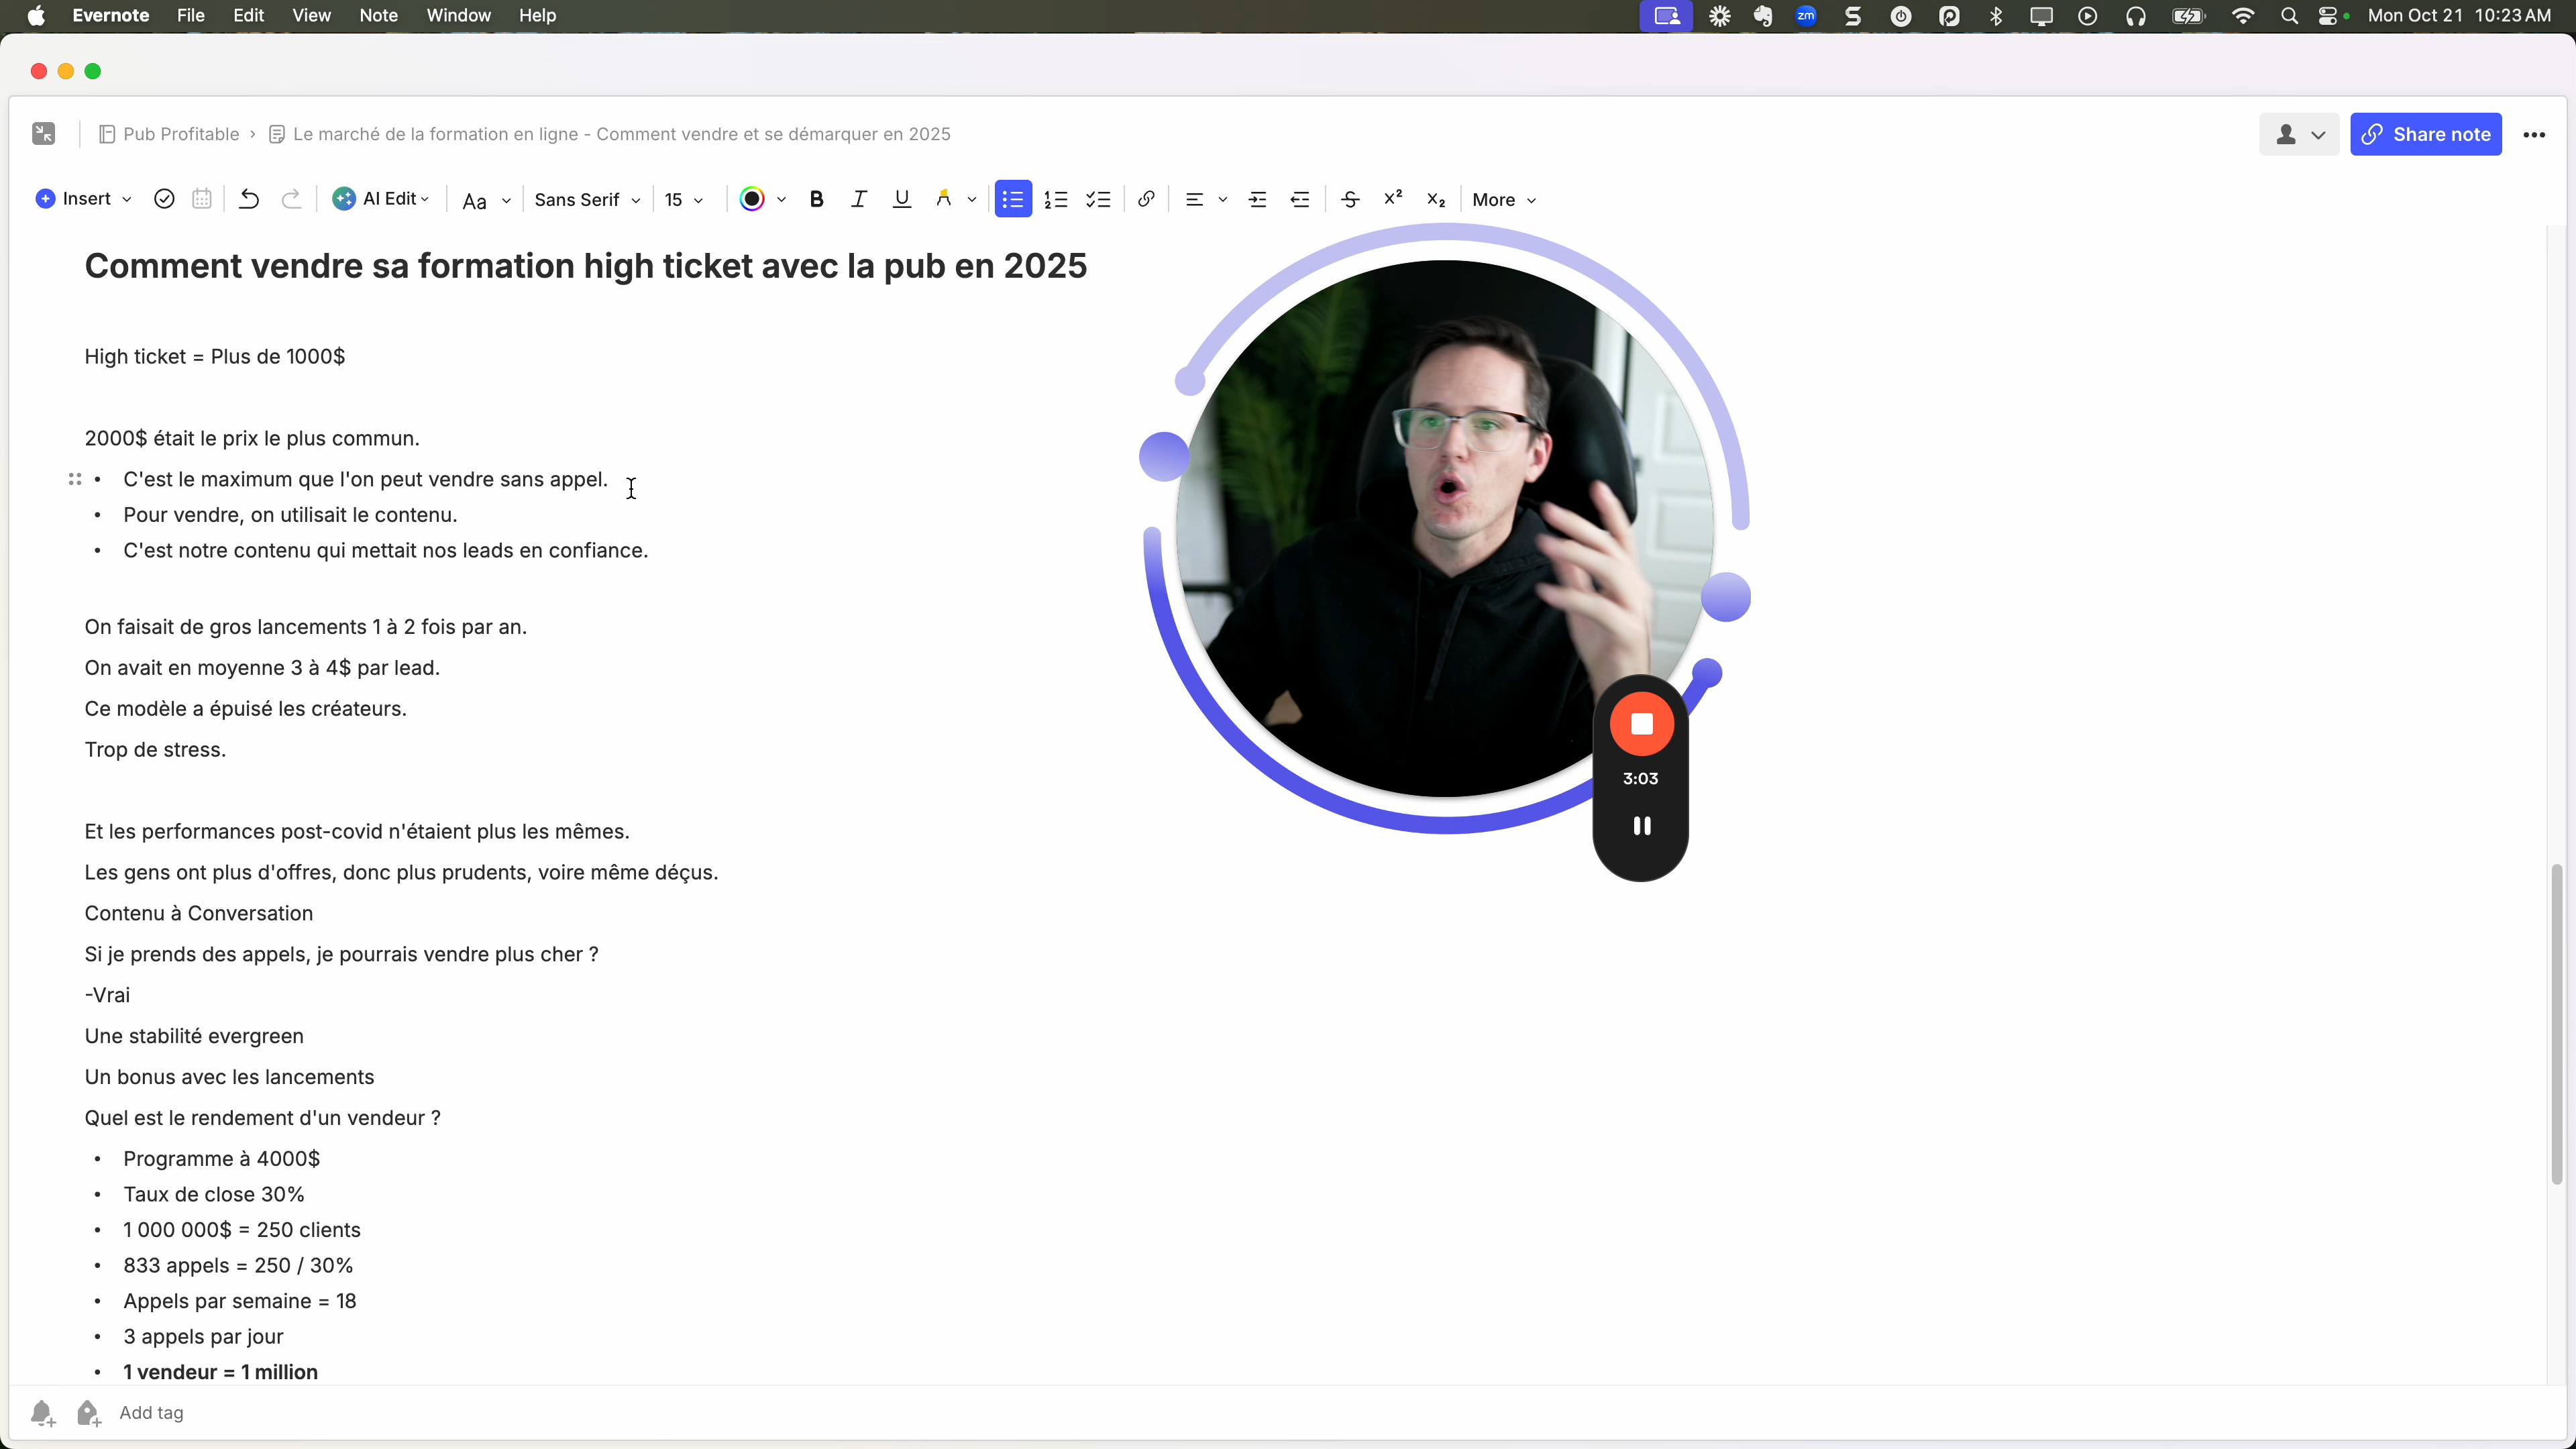 Evernote File Edit View Note Window Help zm Mon Oct 21 10:23 AM
Pub Profitable › Le marché de la formation en ligne - Comment vendre et se démarquer en 2025 Share note
Insert AI Edit Aa Sans Serif 15 B I U X² X₂ More
Comment vendre sa formation high ticket avec la pub en 2025
High ticket = Plus de 1000$
2000$ était le prix le plus commun.
• C'est le maximum que l'on peut vendre sans appel.
• Pour vendre, on utilisait le contenu.
• C'est notre contenu qui mettait nos leads en confiance.
On faisait de gros lancements 1 à 2 fois par an.
On avait en moyenne 3 à 4$ par lead.
Ce modèle a épuisé les créateurs.
Trop de stress.
3:03
Et les performances post-covid n'étaient plus les mêmes.
Les gens ont plus d'offres, donc plus prudents, voire même déçus.
Contenu à Conversation
Si je prends des appels, je pourrais vendre plus cher ?
-Vrai
Une stabilité evergreen
Un bonus avec les lancements
Quel est le rendement d'un vendeur ?
• Programme à 4000$
• Taux de close 30%
• 1 000 000$ = 250 clients
• 833 appels = 250 / 30%
• Appels par semaine = 18
• 3 appels par jour
• 1 vendeur = 1 million
Add tag